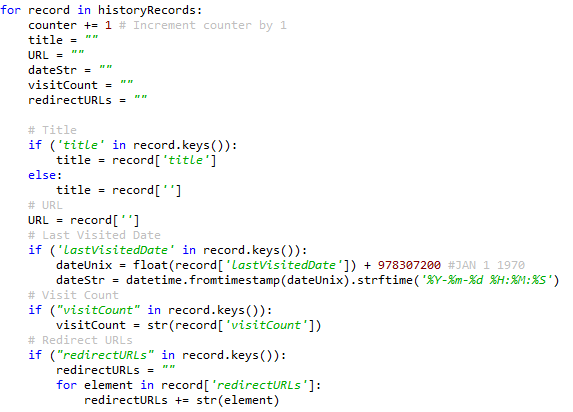 for record in historyRecords:
    counter += 1 # Increment counter by 1
    title = ""
    URL = ""
    dateStr = ""
    visitCount = ""
    redirectURLs = ""

    # Title
    if ('title' in record.keys()):
        title = record['title']
    else:
        title = record['']
    # URL
    URL = record['']
    # Last Visited Date
    if ('lastVisitedDate' in record.keys()):
        dateUnix = float(record['lastVisitedDate']) + 978307200 #JAN 1 1970
        dateStr = datetime.fromtimestamp(dateUnix).strftime('%Y-%m-%d %H:%M:%S')
    # Visit Count
    if ("visitCount" in record.keys()):
        visitCount = str(record['visitCount'])
    # Redirect URLs
    if ("redirectURLs" in record.keys()):
        redirectURLs = ""
        for element in record['redirectURLs']:
            redirectURLs += str(element)